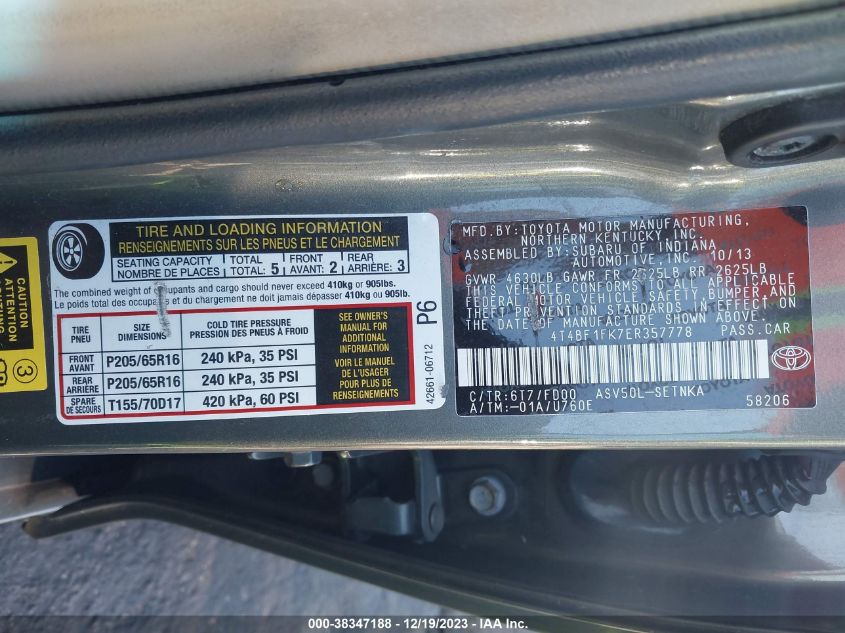 TIRE AND LOADING INFORMATION
RENSEIGNEMENTS SUR LES PNEUS ET LE CHARGEMENT
SEATING CAPACITY TOTAL 5 FRONT 2 REAR 3
NOMBRE DE PLACES TOTAL: AVANT: ARRIÈRE:
The combined weight of occupants and cargo should never exceed 410kg or 905lbs.
Le poids total des occupants et du chargement ne doit jamais dépasser 410kg ou 905lb.
TIRE SIZE COLD TIRE PRESSURE
PNEU DIMENSIONS PRESSION DES PNEUS À FROID
FRONT AVANT P205/65R16 240 kPa, 35 PSI
REAR ARRIÈRE P205/65R16 240 kPa, 35 PSI
SPARE DE SECOURS T155/70D17 420 kPa, 60 PSI
SEE OWNER'S
MANUAL FOR
ADDITIONAL
INFORMATION
VOIR LE MANUEL
DE L'USAGER
POUR PLUS DE
RENSEIGNEMENTS
42661-06712 P6
MFD.BY:TOYOTA MOTOR MANUFACTURING,
NORTHERN KENTUCKY, INC.
ASSEMBLED BY:SUBARU OF INDIANA
AUTOMOTIVE,INC. 10/13
GVWR 4630LB GAWR FR 2525LB RR 2625LB
THIS VEHICLE CONFORMS TO ALL APPLICABLE
FEDERAL MOTOR VEHICLE SAFETY,BUMPER AND
THEFT PREVENTION STANDARDS IN EFFECT ON
THE DATE OF MANUFACTURE SHOWN ABOVE.
4T4BF1FK7ER357778 PASS.CAR
TOYOTA
C/TR:6T7/FD00 ASV50L-SETNKA
A/TM:-01A/U760E 58206
CAUTION
ATTENTION
3
000-38347188 - 12/19/2023 - IAA Inc.